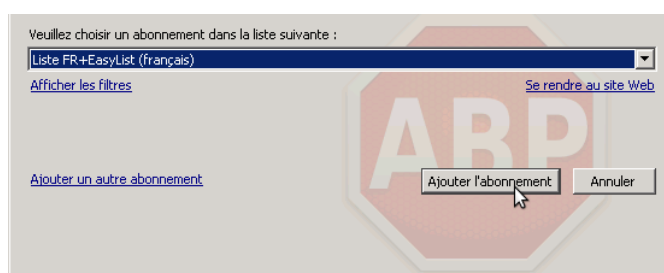 Veuillez choisir un abonnement dans la liste suivante :
Liste FR+EasyList (français)
Afficher les filtres
Se rendre au site Web
ABP
Ajouter un autre abonnement
Ajouter l'abonnement
Annuler